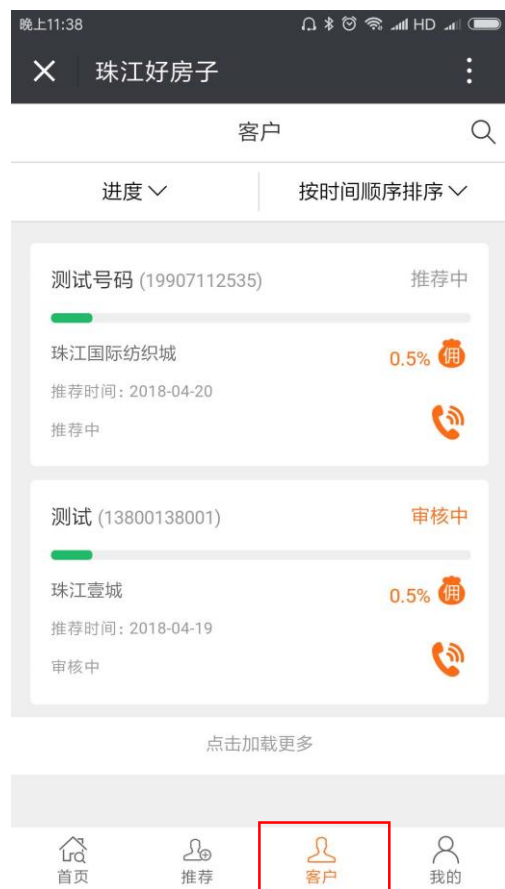 晚上11:38 HD
珠江好房子
客户
进度 按时间顺序排序
测试号码 (19907112535) 推荐中
珠江国际纺织城
0.5% 佣
推荐时间：2018-04-20
推荐中
测试 (13800138001) 审核中
珠江壹城
0.5% 佣
推荐时间：2018-04-19
审核中
点击加载更多
首页 推荐 客户 我的